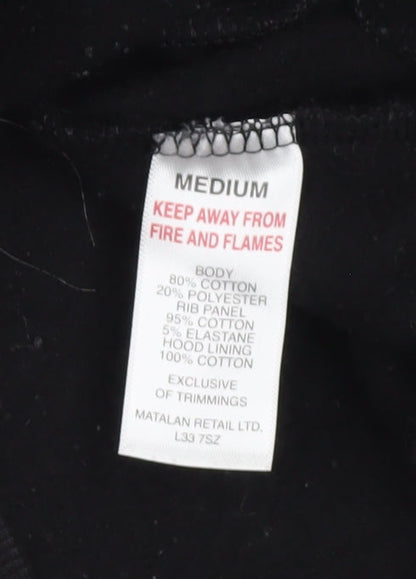 MEDIUM
KEEP AWAY FROM
FIRE AND FLAMES
BODY
80% COTTON
20% POLYESTER
RIB PANEL
95% COTTON
5% ELASTANE
HOOD LINING
100% COTTON
EXCLUSIVE
OF TRIMMINGS
MATALAN RETAIL LTD.
L33 7SZ